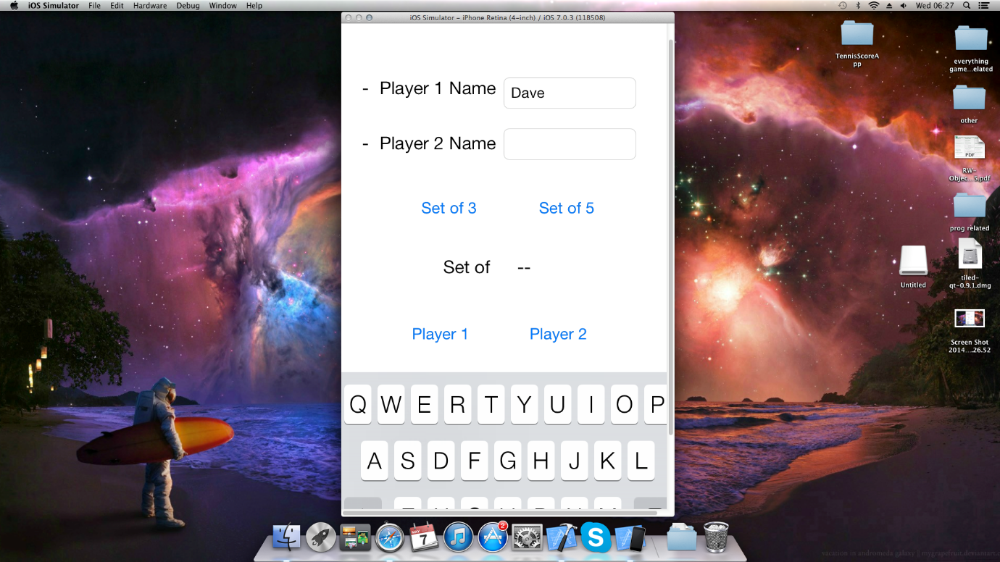 iOS Simulator File Edit Hardware Debug Window Help
Wed 06:27
iOS Simulator - iPhone Retina (4-inch) / iOS 7.0.3 (11B508)
- Player 1 Name Dave
- Player 2 Name
Set of 3 Set of 5
Set of --
Player 1 Player 2
Q W E R T Y U I O P
A S D F G H J K L
TennisScoreA
pp
everything
game...elated
other
PDF
RW-
Objec...5.pdf
prog related
Untitled
tiled-
qt-0.9.1.dmg
Screen Shot
2014....26.52
MAY
7
2
S
vacation in andromeda galaxy || mygrapefruit.deviantart.